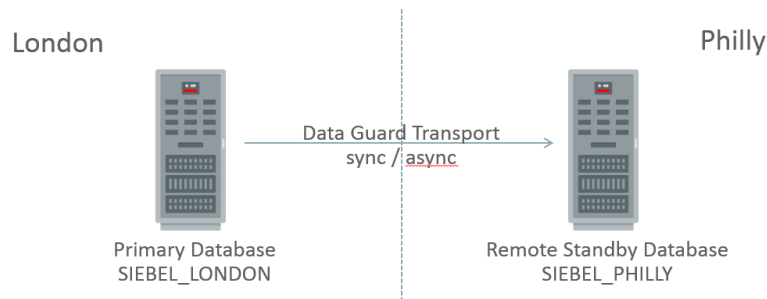 London
Philly
Data Guard Transport
sync / async
Primary Database
SIEBEL_LONDON
Remote Standby Database
SIEBEL_PHILLY